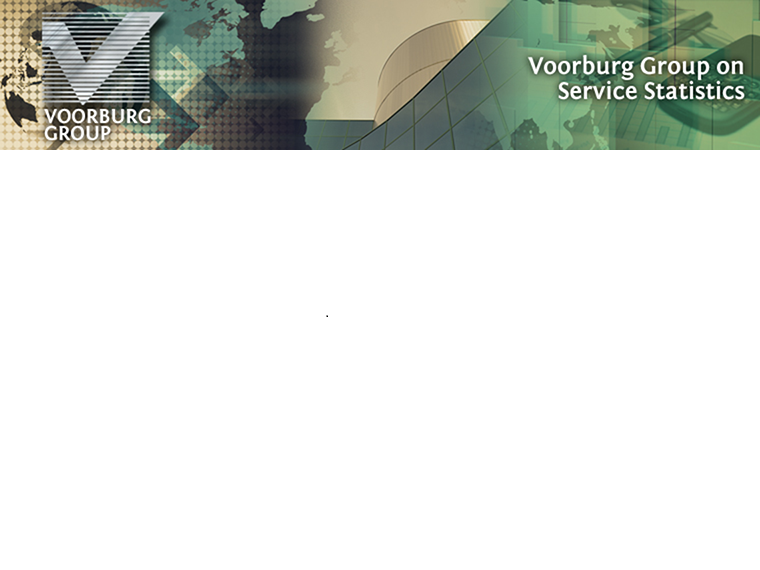 VOORBURG
GROUP
Voorburg Group on
Service Statistics
.